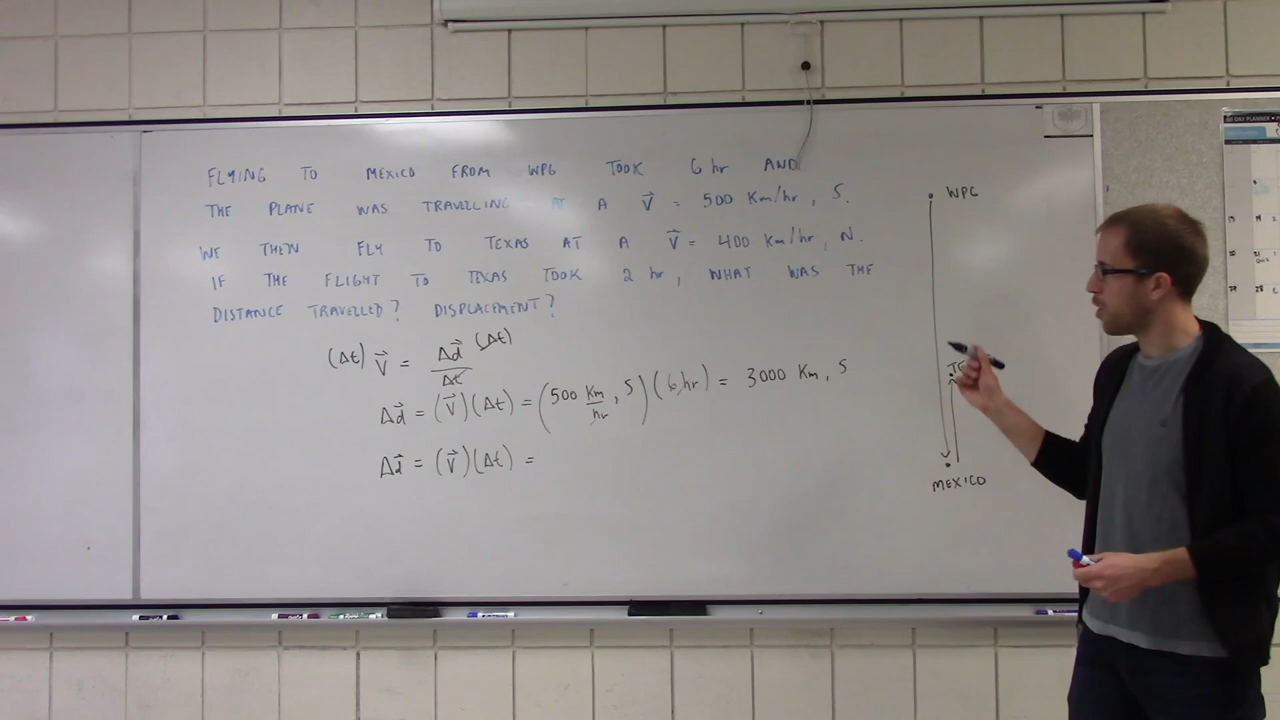 FLYING TO MEXICO FROM WPG TOOK 6 hr AND
THE PLANE WAS TRAVELING AT A V⃗ = 500 Km/hr, S.
WE THEN FLY TO TEXAS AT A V⃗ = 400 Km/hr, N.
IF THE FLIGHT TO TEXAS TOOK 2 hr, WHAT WAS THE
DISTANCE TRAVELLED? DISPLACEMENT?
(Δt) V⃗ = Δd⃗ (Δt)
Δt
Δd⃗ = (V⃗)(Δt) = (500 Km/hr, S)(6 hr) = 3000 Km, S
Δd⃗ = (V⃗)(Δt) =
WPG
MEXICO